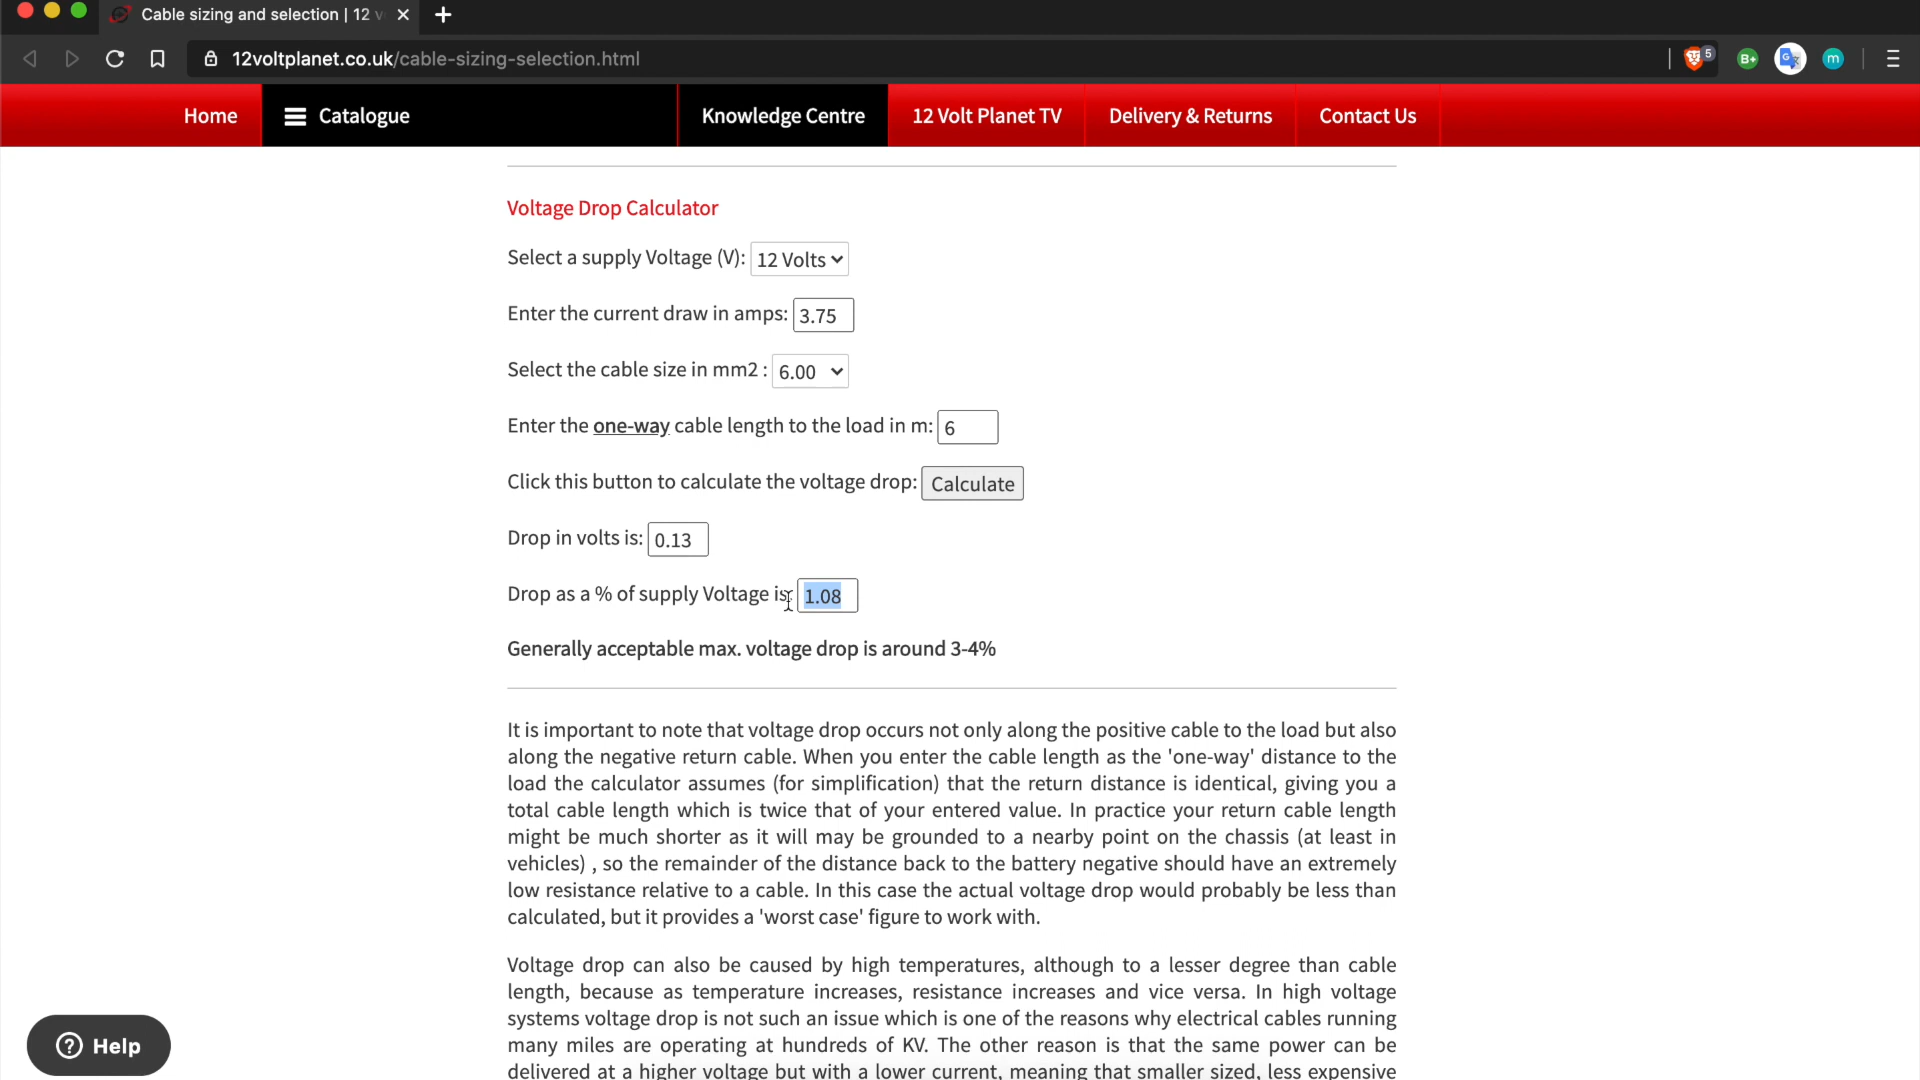 Cable sizing and selection | 12 v
12voltplanet.co.uk/cable-sizing-selection.html
5
B+
G
m
Home
Catalogue
Knowledge Centre
12 Volt Planet TV
Delivery & Returns
Contact Us
Voltage Drop Calculator
Select a supply Voltage (V): 12 Volts
Enter the current draw in amps: 3.75
Select the cable size in mm2 : 6.00
Enter the one-way cable length to the load in m: 6
Click this button to calculate the voltage drop: Calculate
Drop in volts is: 0.13
Drop as a % of supply Voltage is: 1.08
Generally acceptable max. voltage drop is around 3-4%
It is important to note that voltage drop occurs not only along the positive cable to the load but also
along the negative return cable. When you enter the cable length as the 'one-way' distance to the
load the calculator assumes (for simplification) that the return distance is identical, giving you a
total cable length which is twice that of your entered value. In practice your return cable length
might be much shorter as it will may be grounded to a nearby point on the chassis (at least in
vehicles) , so the remainder of the distance back to the battery negative should have an extremely
low resistance relative to a cable. In this case the actual voltage drop would probably be less than
calculated, but it provides a 'worst case' figure to work with.
Voltage drop can also be caused by high temperatures, although to a lesser degree than cable
length, because as temperature increases, resistance increases and vice versa. In high voltage
systems voltage drop is not such an issue which is one of the reasons why electrical cables running
many miles are operating at hundreds of KV. The other reason is that the same power can be
delivered at a higher voltage but with a lower current, meaning that smaller sized, less expensive
Help